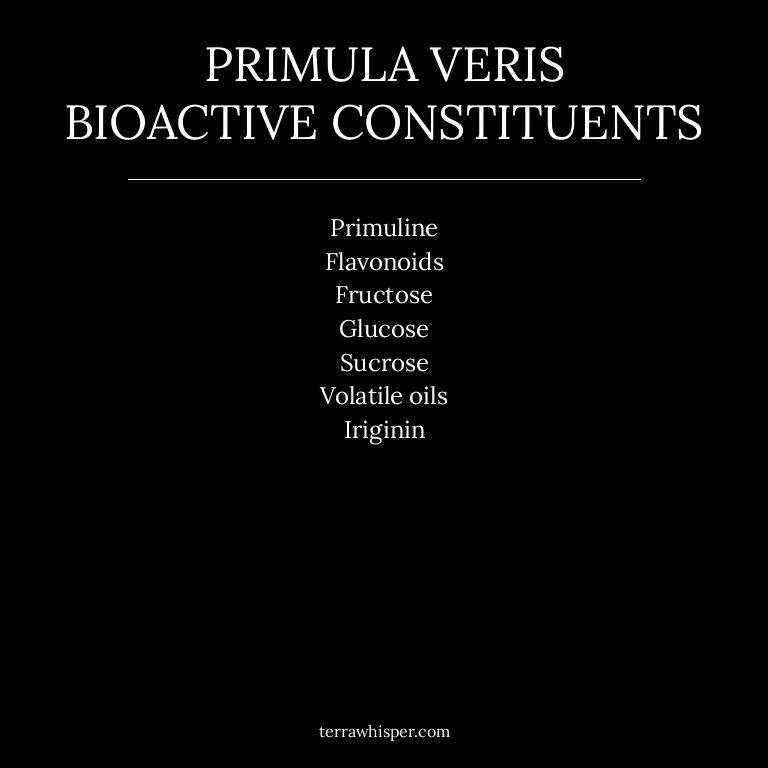 PRIMULA VERIS
BIOACTIVE CONSTITUENTS
Primuline
Flavonoids
Fructose
Glucose
Sucrose
Volatile oils
Iriginin
terrawhisper.com